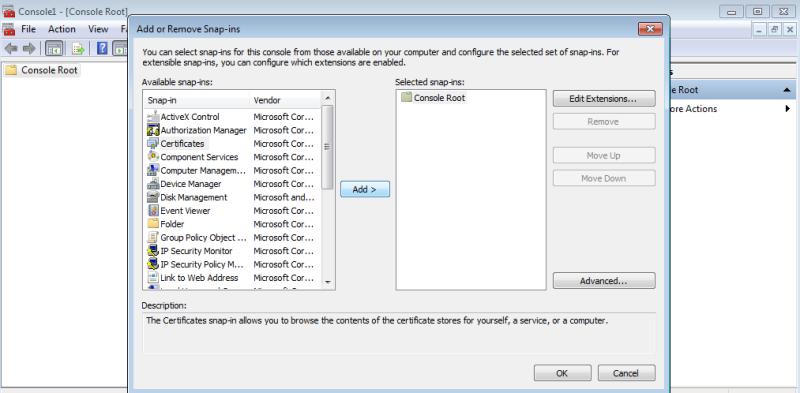 Console1 - [Console Root]
File Action View
Console Root
Add or Remove Snap-ins
You can select snap-ins for this console from those available on your computer and configure the selected set of snap-ins. For
extensible snap-ins, you can configure which extensions are enabled.
Available snap-ins:
Snap-in Vendor
ActiveX Control Microsoft Cor...
Authorization Manager Microsoft Cor...
Certificates Microsoft Cor...
Component Services Microsoft Cor...
Computer Managem... Microsoft Cor...
Device Manager Microsoft Cor...
Disk Management Microsoft and...
Event Viewer Microsoft Cor...
Folder Microsoft Cor...
Group Policy Object ... Microsoft Cor...
IP Security Monitor Microsoft Cor...
IP Security Policy M... Microsoft Cor...
Link to Web Address Microsoft Cor...
Add >
Selected snap-ins:
Console Root
Edit Extensions...
Remove
Move Up
Move Down
Advanced...
Description:
The Certificates snap-in allows you to browse the contents of the certificate stores for yourself, a service, or a computer.
OK Cancel
le Root
ore Actions